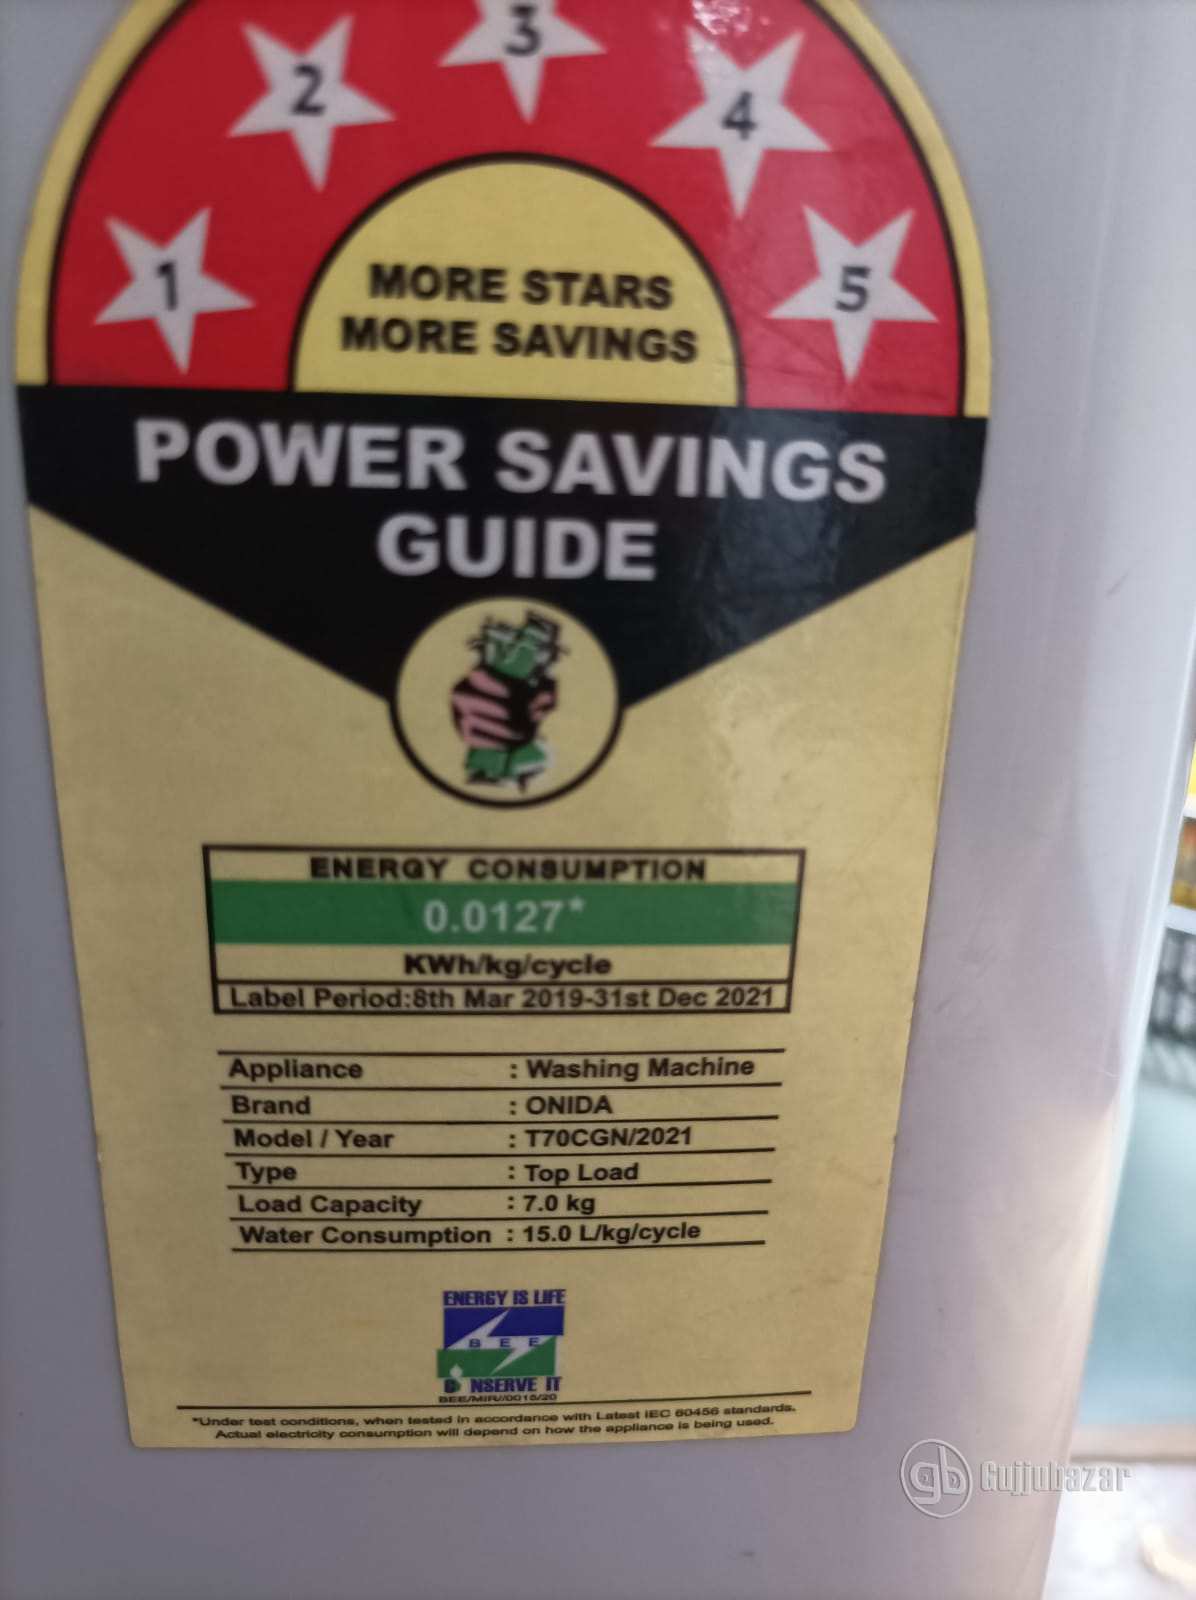 1
2
3
4
5
MORE STARS
MORE SAVINGS
POWER SAVINGS
GUIDE
ENERGY CONSUMPTION
0.0127*
KWh/kg/cycle
Label Period:8th Mar 2019-31st Dec 2021
Appliance : Washing Machine
Brand : ONIDA
Model / Year : T70CGN/2021
Type : Top Load
Load Capacity : 7.0 kg
Water Consumption : 15.0 L/kg/cycle
ENERGY IS LIFE
BEE
CONSERVE IT
*Under test conditions, when tested in accordance with Latest IEC 60456 standards.
Actual electricity consumption will depend on how the appliance is being used.
gb Gujjubazar